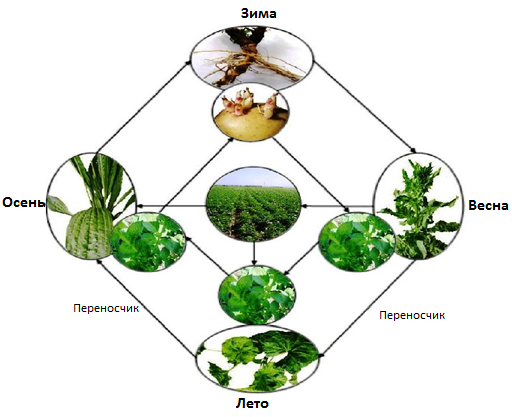 Зима
Осень
Весна
Переносчик
Переносчик
Лето